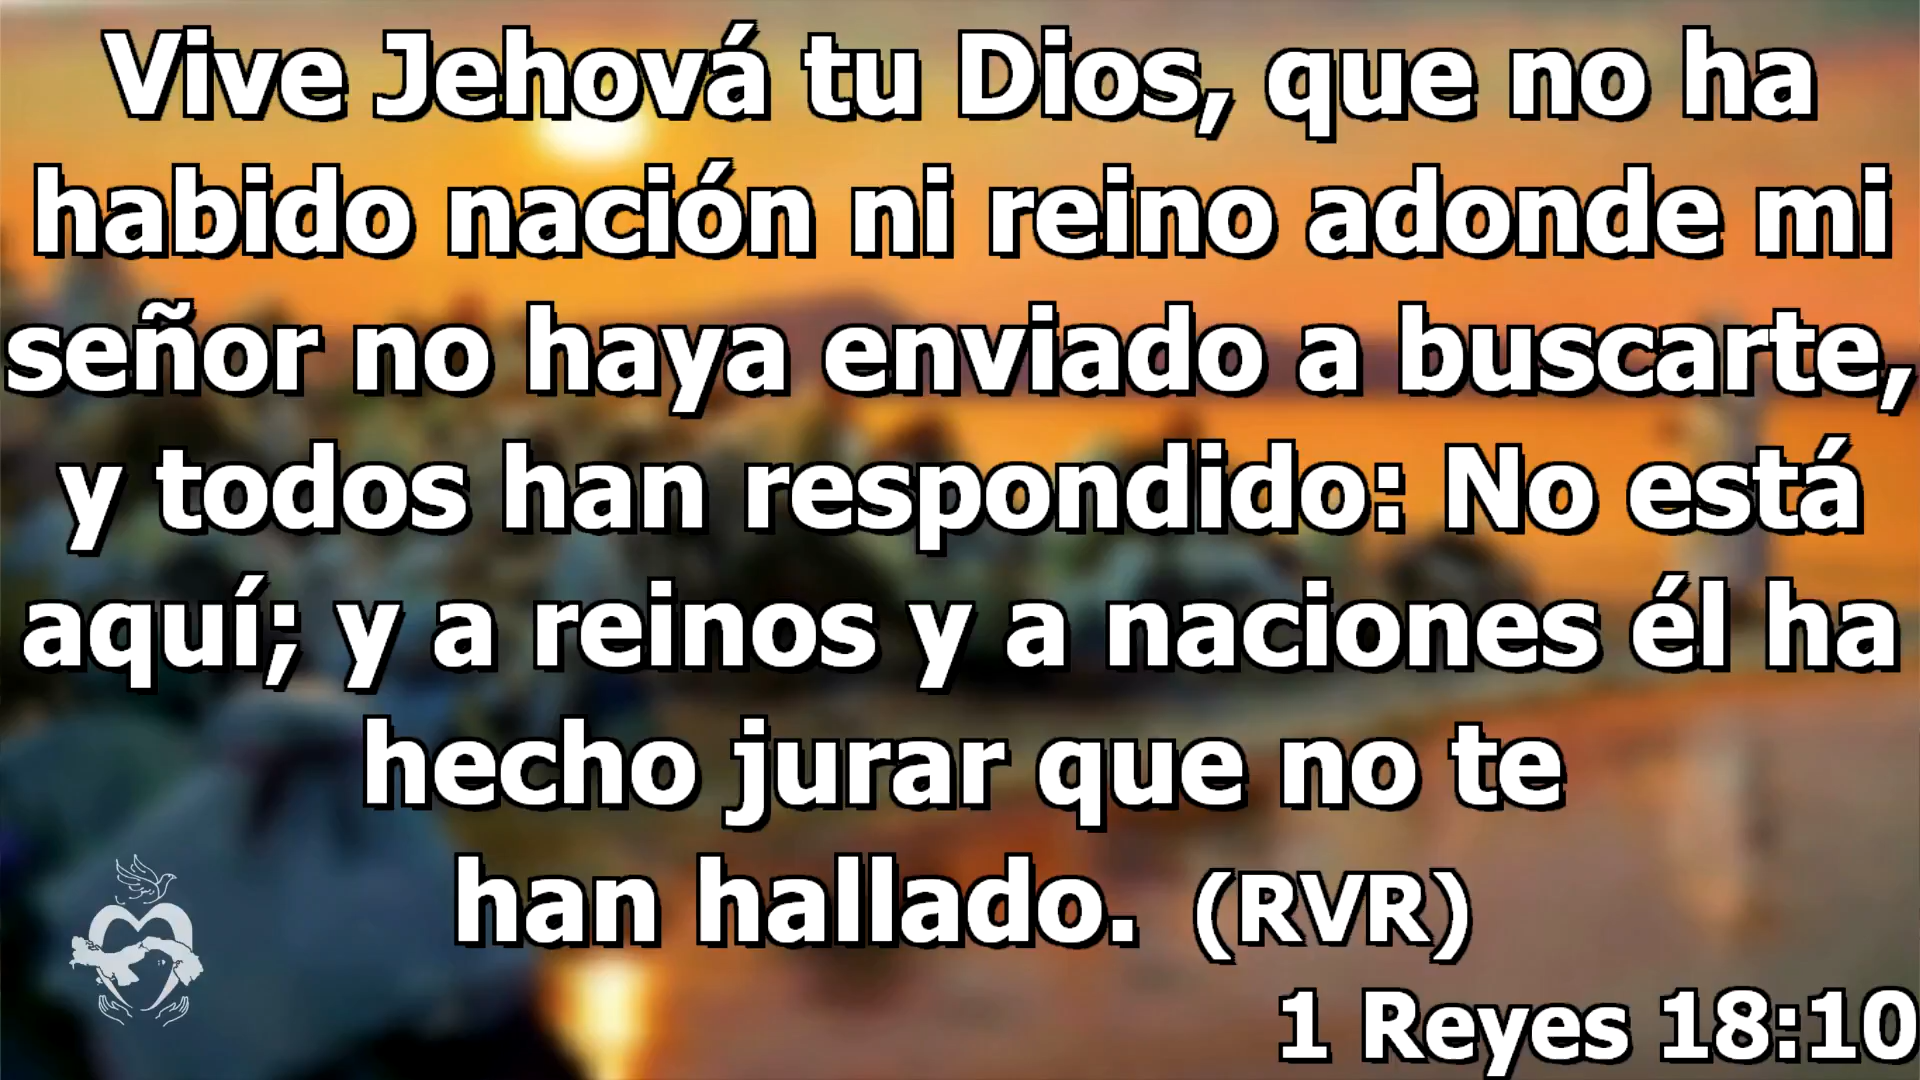 Vive Jehová tu Dios, que no ha
habido nación ni reino adonde mi
señor no haya enviado a buscarte,
y todos han respondido: No está
aquí; y a reinos y a naciones él ha
hecho jurar que no te
han hallado. (RVR)
1 Reyes 18:10